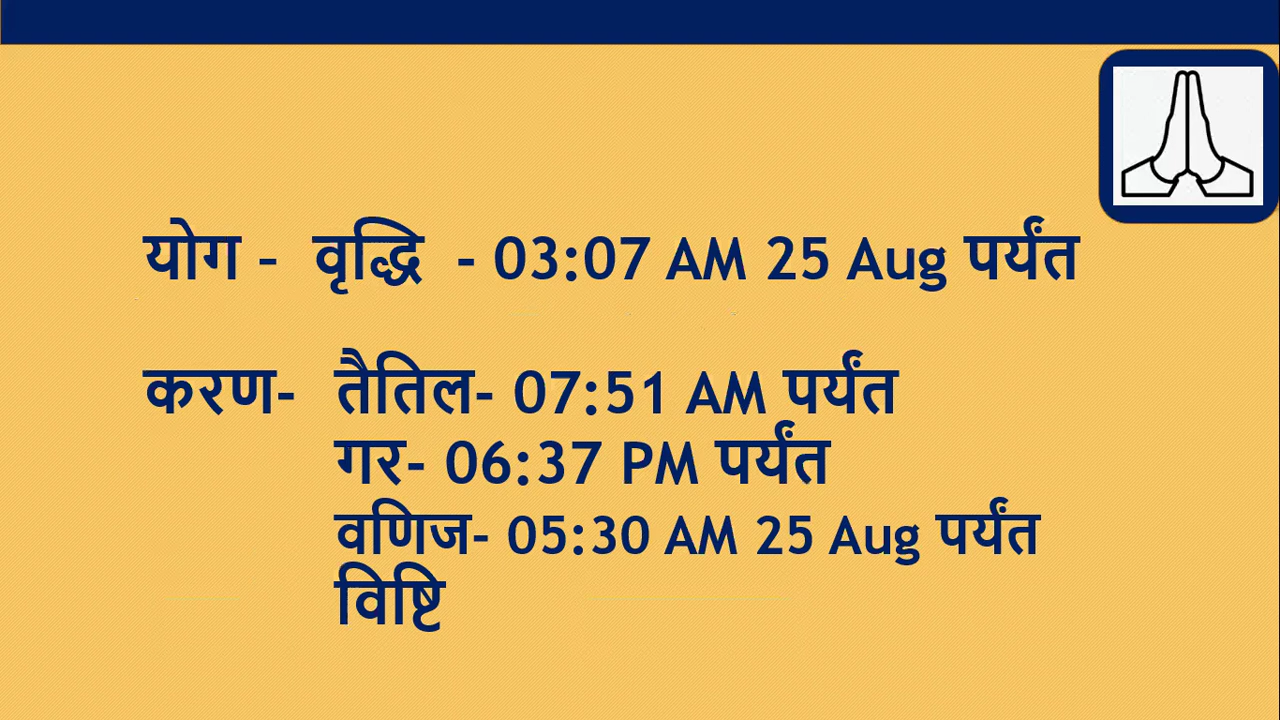 योग - वृद्धि - 03:07 AM 25 Aug पर्यंत
करण- तैतिल- 07:51 AM पर्यंत
गर- 06:37 PM पर्यंत
वणिज- 05:30 AM 25 Aug पर्यंत
विष्टि